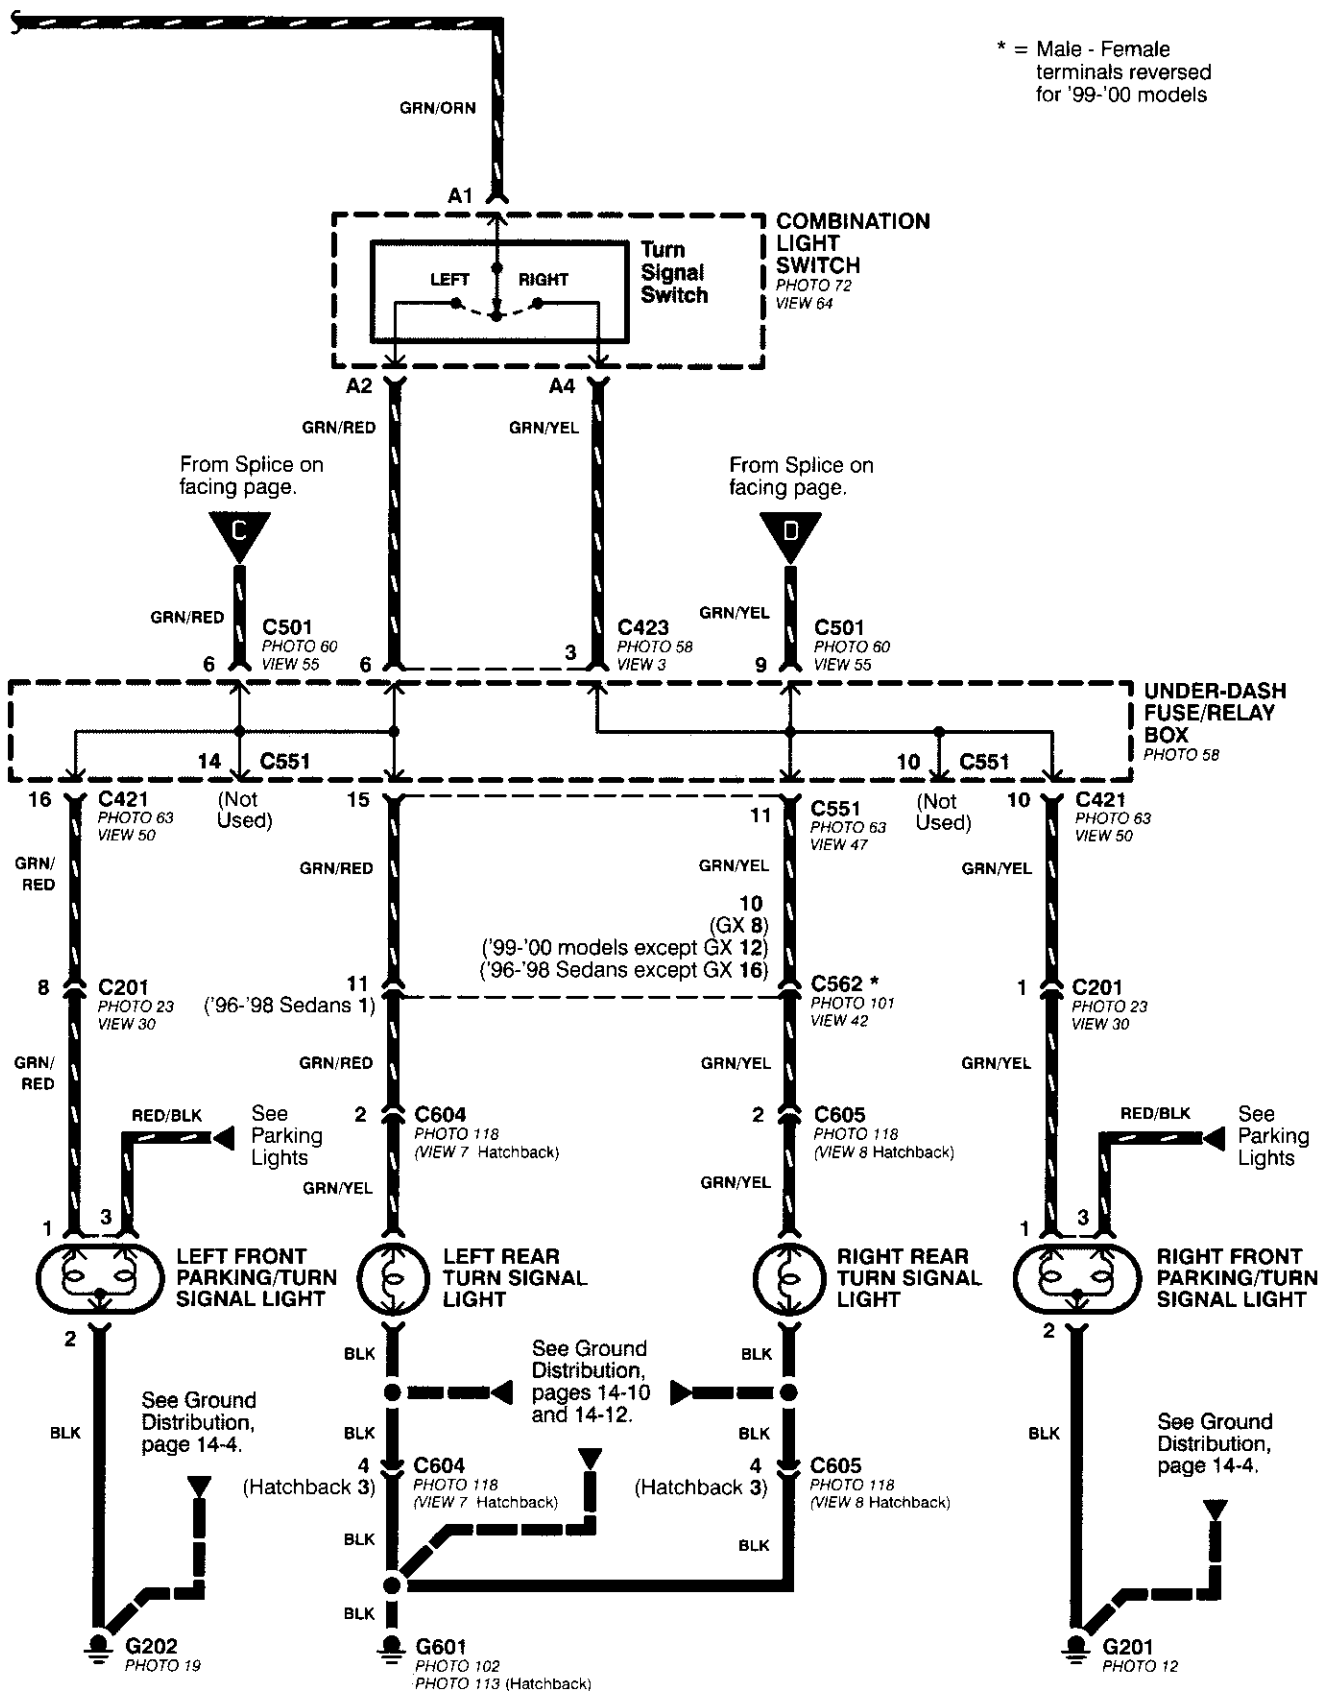 * = Male - Female
terminals reversed
for '99-'00 models
GRN/ORN
A1
COMBINATION
LIGHT
SWITCH
PHOTO 72
VIEW 64
Turn
Signal
Switch
LEFT
RIGHT
A2
A4
GRN/RED
GRN/YEL
From Splice on
facing page.
C
From Splice on
facing page.
D
GRN/RED
C501
PHOTO 60
VIEW 55
6
6
C423
PHOTO 58
VIEW 3
3
GRN/YEL
C501
PHOTO 60
VIEW 55
9
UNDER-DASH
FUSE/RELAY
BOX
PHOTO 58
14
C551
10
C551
16
C421
PHOTO 63
VIEW 50
(Not
Used)
15
11
C551
PHOTO 63
VIEW 47
(Not
Used)
10
C421
PHOTO 63
VIEW 50
GRN/
RED
GRN/RED
GRN/YEL
GRN/YEL
10
(GX 8)
('99-'00 models except GX 12)
('96-'98 Sedans except GX 16)
8
C201
PHOTO 23
VIEW 30
11
('96-'98 Sedans 1)
C562 *
PHOTO 101
VIEW 42
1
C201
PHOTO 23
VIEW 30
GRN/
RED
GRN/RED
GRN/YEL
GRN/YEL
RED/BLK
See
Parking
Lights
2
C604
PHOTO 118
(VIEW 7 Hatchback)
2
C605
PHOTO 118
(VIEW 8 Hatchback)
RED/BLK
See
Parking
Lights
GRN/YEL
GRN/YEL
1
3
1
3
LEFT FRONT
PARKING/TURN
SIGNAL LIGHT
LEFT REAR
TURN SIGNAL
LIGHT
RIGHT REAR
TURN SIGNAL
LIGHT
RIGHT FRONT
PARKING/TURN
SIGNAL LIGHT
2
2
BLK
See Ground
Distribution,
pages 14-10
and 14-12.
BLK
See Ground
Distribution,
page 14-4.
See Ground
Distribution,
page 14-4.
BLK
BLK
BLK
BLK
4
(Hatchback 3)
C604
PHOTO 118
(VIEW 7 Hatchback)
4
(Hatchback 3)
C605
PHOTO 118
(VIEW 8 Hatchback)
BLK
BLK
BLK
G202
PHOTO 19
G601
PHOTO 102
PHOTO 113 (Hatchback)
G201
PHOTO 12